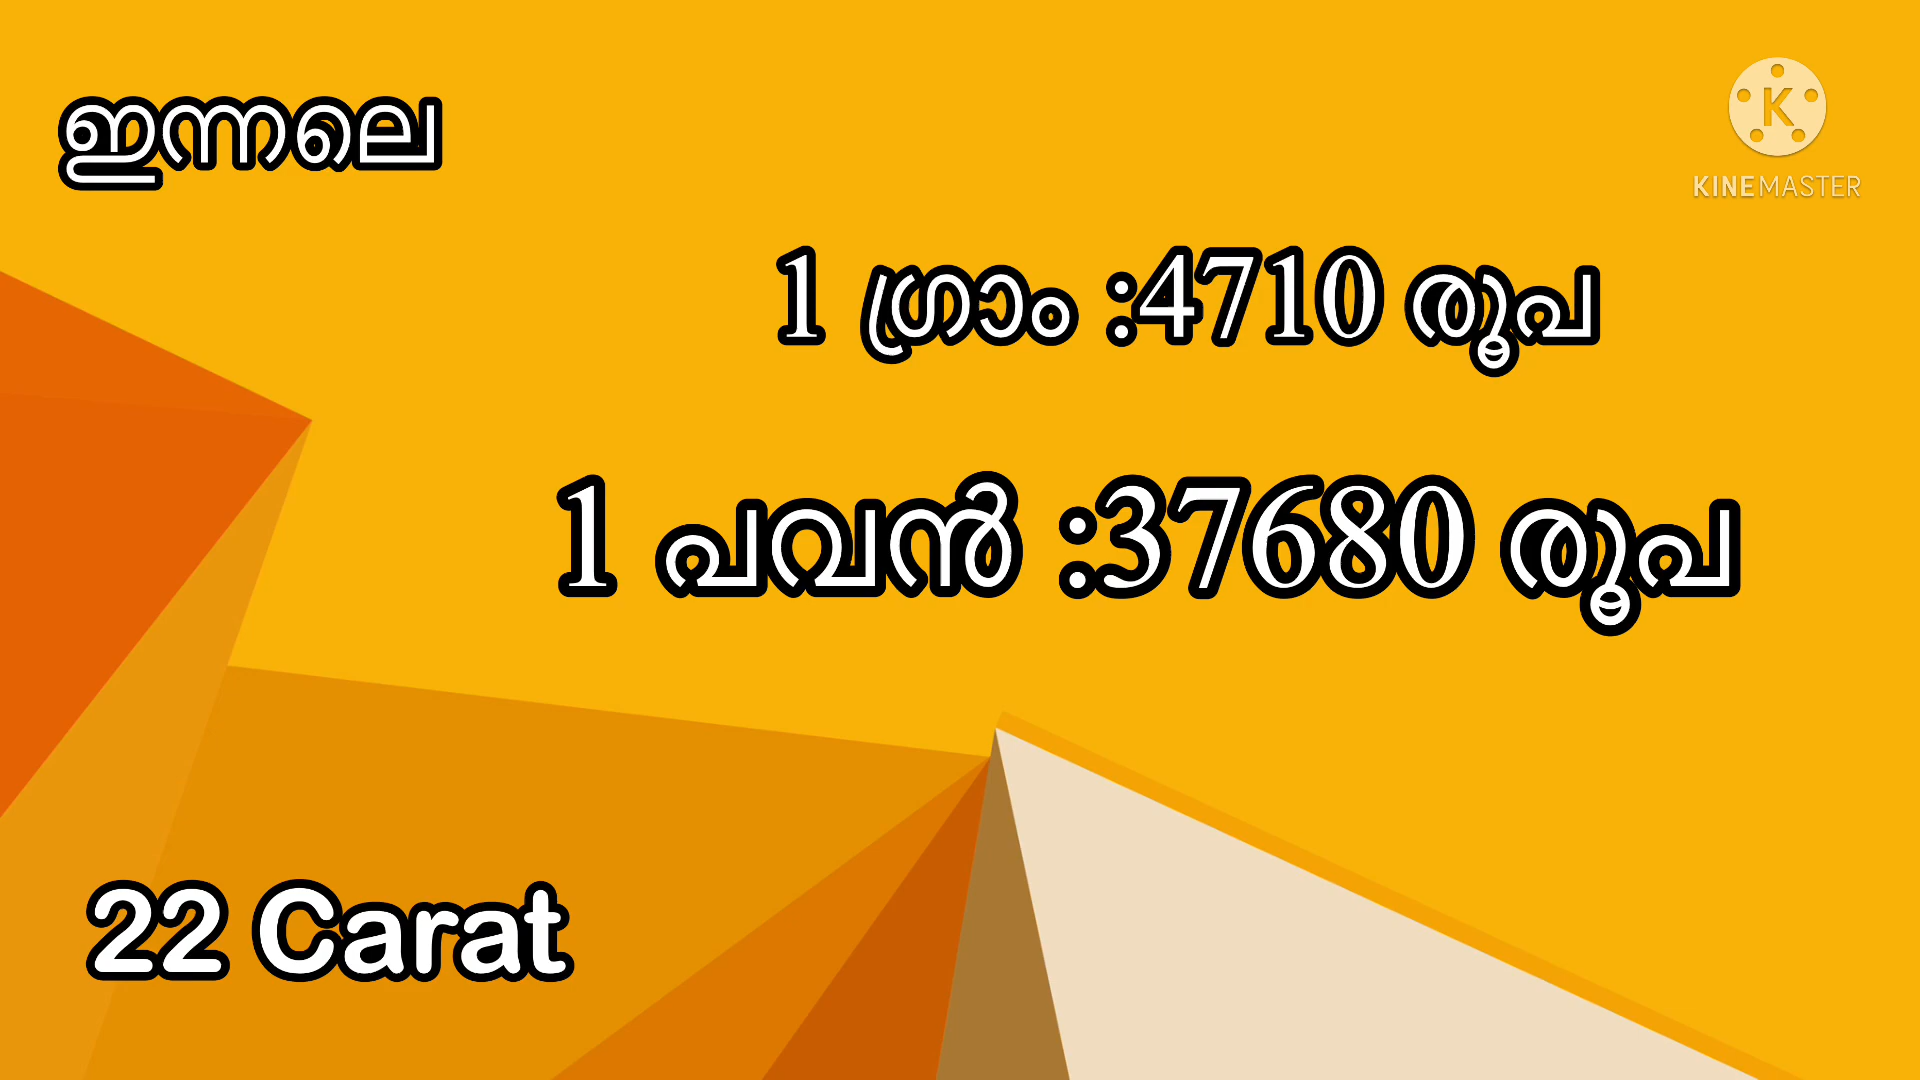 ഇന്നലെ
K
KINEMASTER
1 ഗ്രാം :4710 രൂപ
1 പവൻ :37680 രൂപ
22 Carat